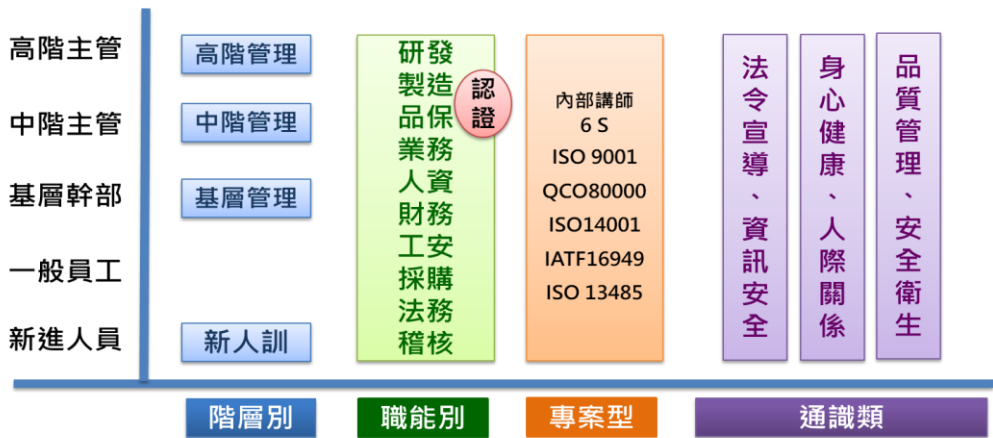 高階主管
中階主管
基層幹部
一般員工
新進人員
高階管理
中階管理
基層管理
新人訓
研發
製造
品保
業務
人資
財務
工安
採購
法務
稽核
認證
內部講師
6 S
ISO 9001
QCO80000
ISO14001
IATF16949
ISO 13485
法令宣導、資訊安全
身心健康、人際關係
品質管理、安全衛生
階層別
職能別
專案型
通識類